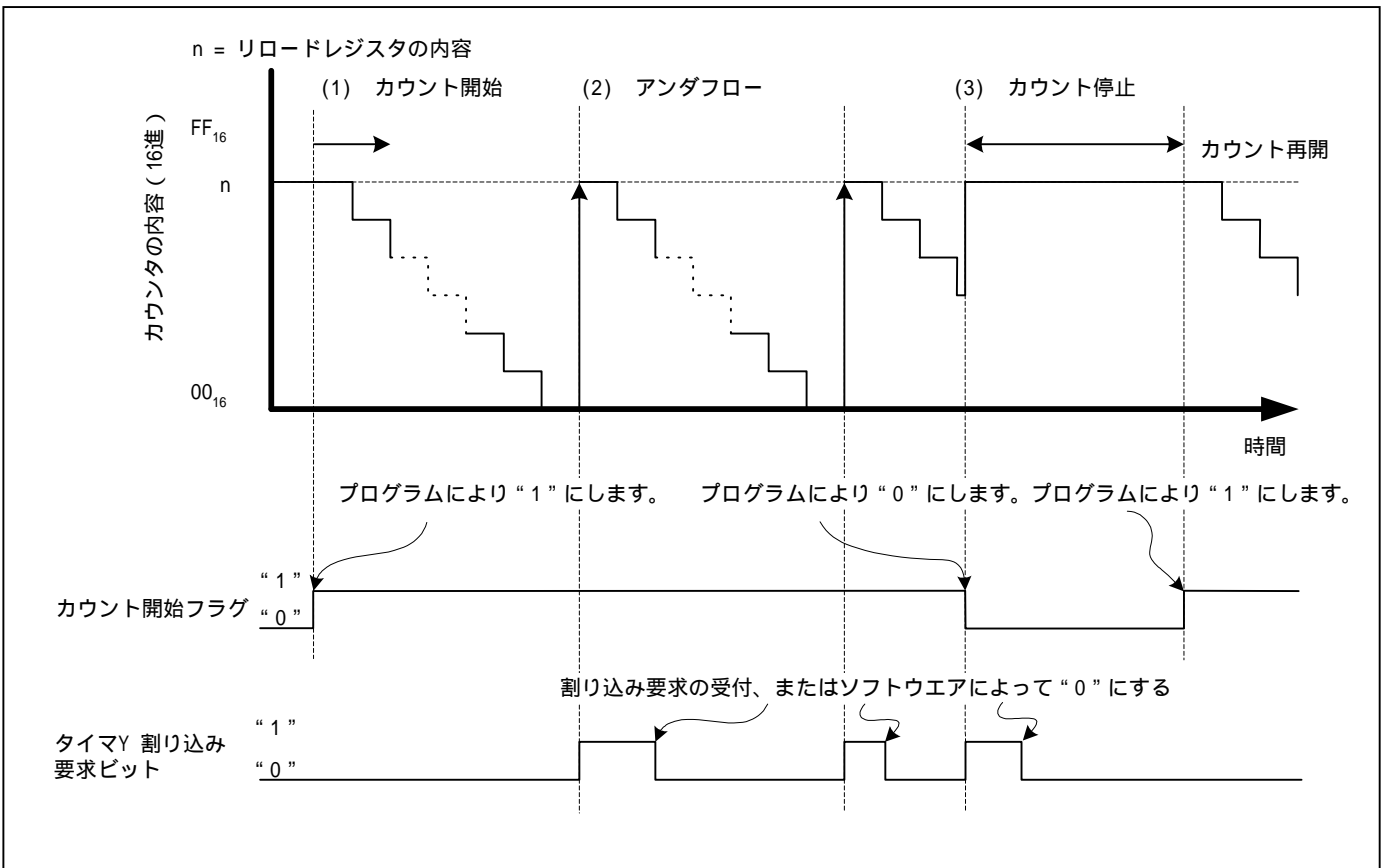 n = リロードレジスタの内容
(1) カウント開始
(2) アンダフロー
(3) カウント停止
カウンタの内容（16進）
FF₁₆
カウント再開
n
00₁₆
時間
プログラムにより“1”にします。
プログラムにより“0”にします。
プログラムにより“1”にします。
カウント開始フラグ
“1”
“0”
割り込み要求の受付、またはソフトウエアによって“0”にする
タイマY 割り込み
要求ビット
“1”
“0”